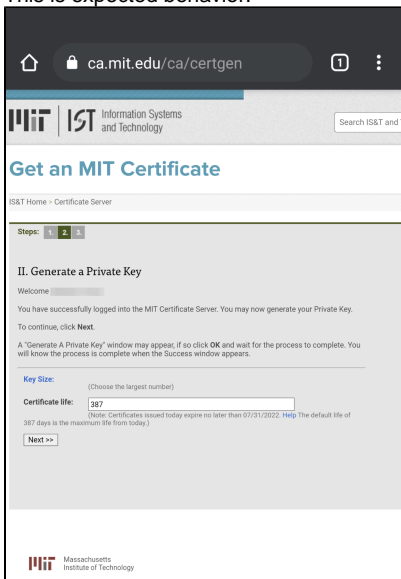 This is expected behavior.
ca.mit.edu/ca/certgen
1
MIT
IST
Information Systems
and Technology
Search IS&T and
Get an MIT Certificate
IS&T Home > Certificate Server
Steps: 1. 2. 3.
II. Generate a Private Key
Welcome
You have successfully logged into the MIT Certificate Server. You may now generate your Private Key.
To continue, click Next.
A "Generate A Private Key" window may appear, if so click OK and wait for the process to complete. You
will know the process is complete when the Success window appears.
Key Size:
(Choose the largest number)
Certificate life:
387
(Note: Certificates issued today expire no later than 07/31/2022. Help The default life of
387 days is the maximum life from today.)
Next >>
MIT
Massachusetts
Institute of Technology